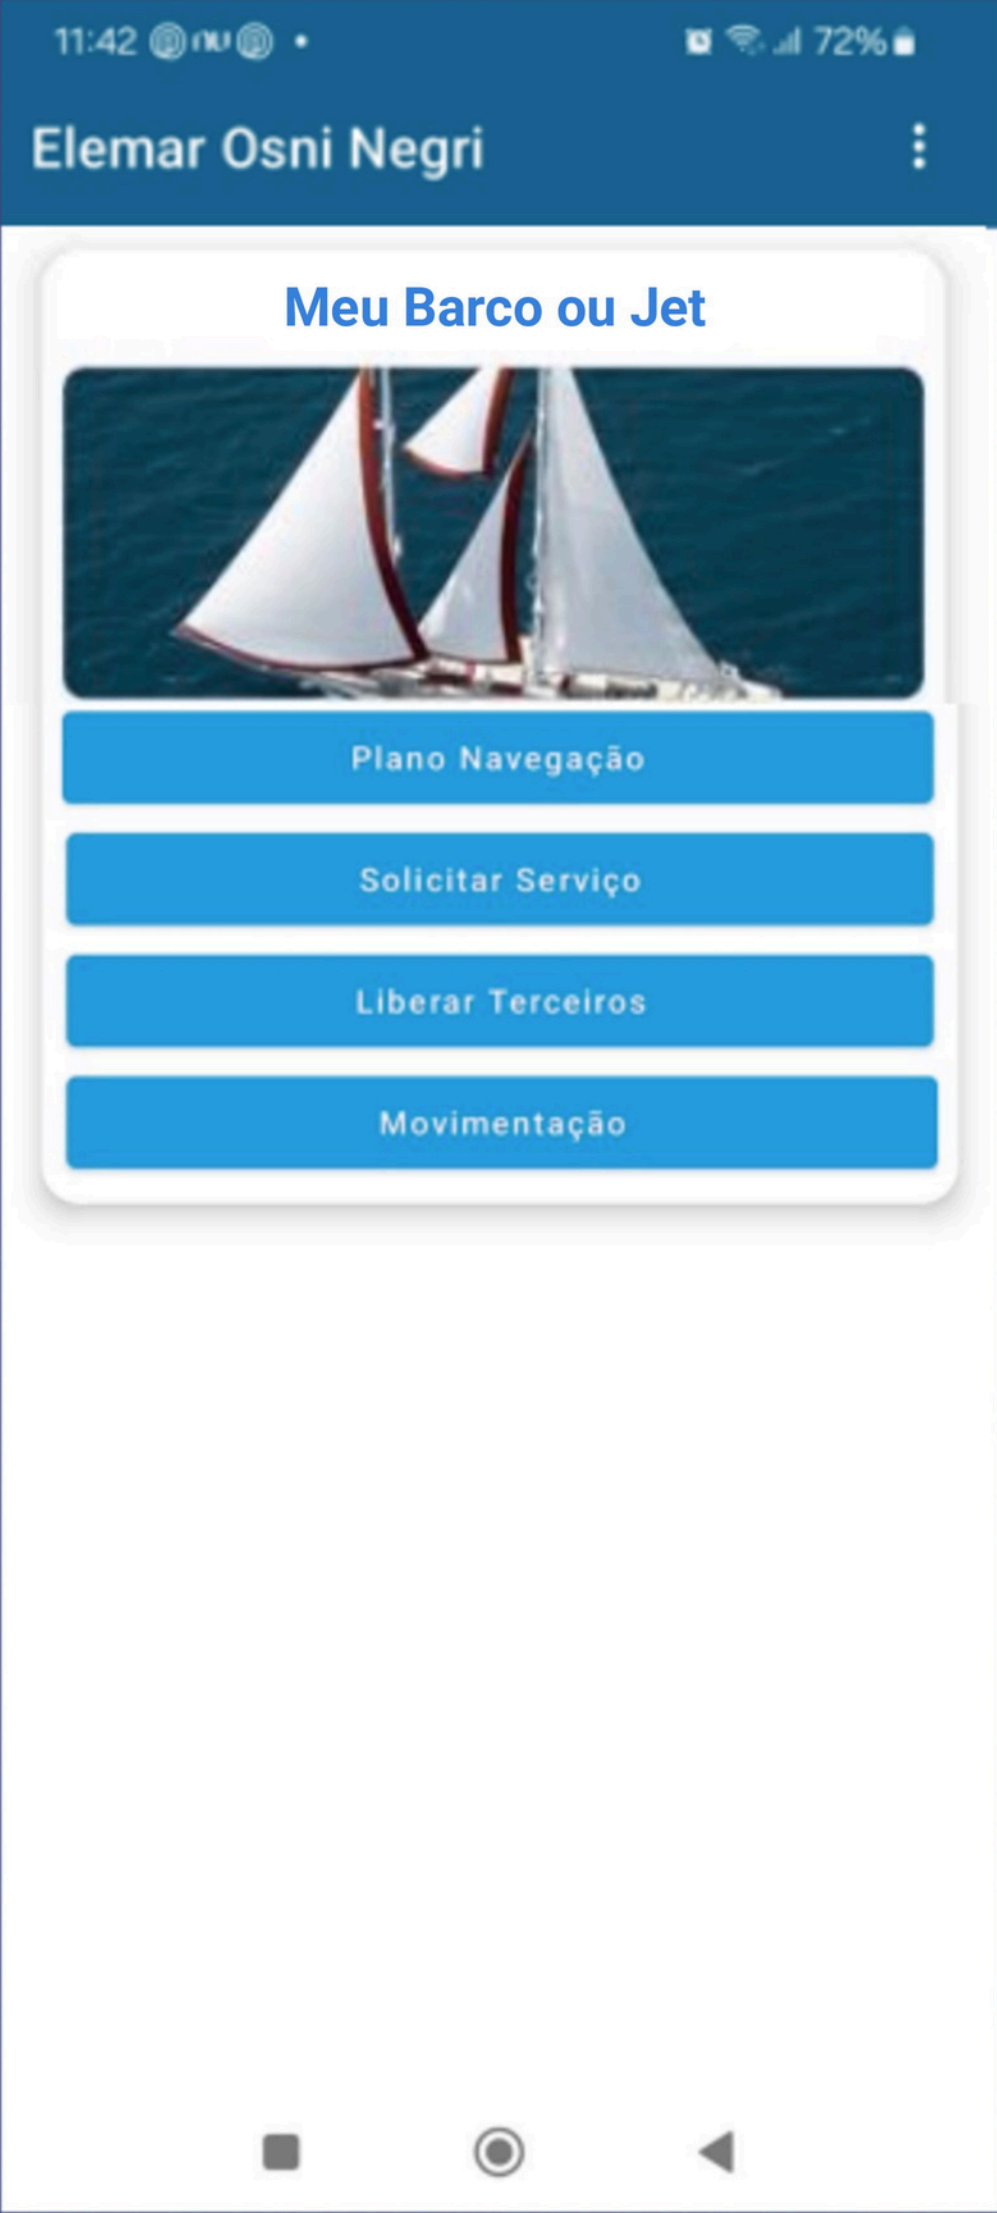 11:42
72%
Elemar Osni Negri
Meu Barco ou Jet
Plano Navegação
Solicitar Serviço
Liberar Terceiros
Movimentação